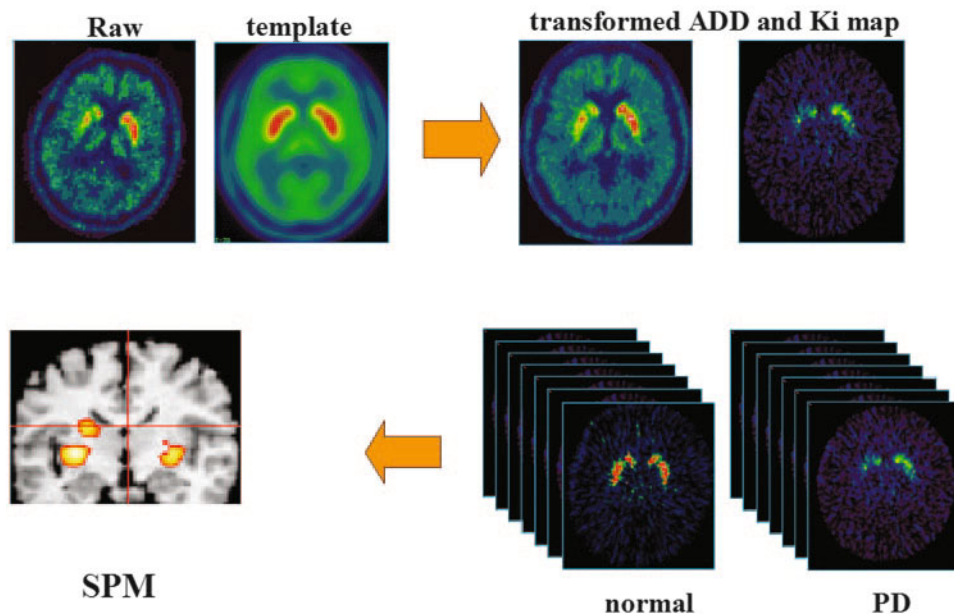 Raw
template
transformed ADD and Ki map
SPM
normal
PD